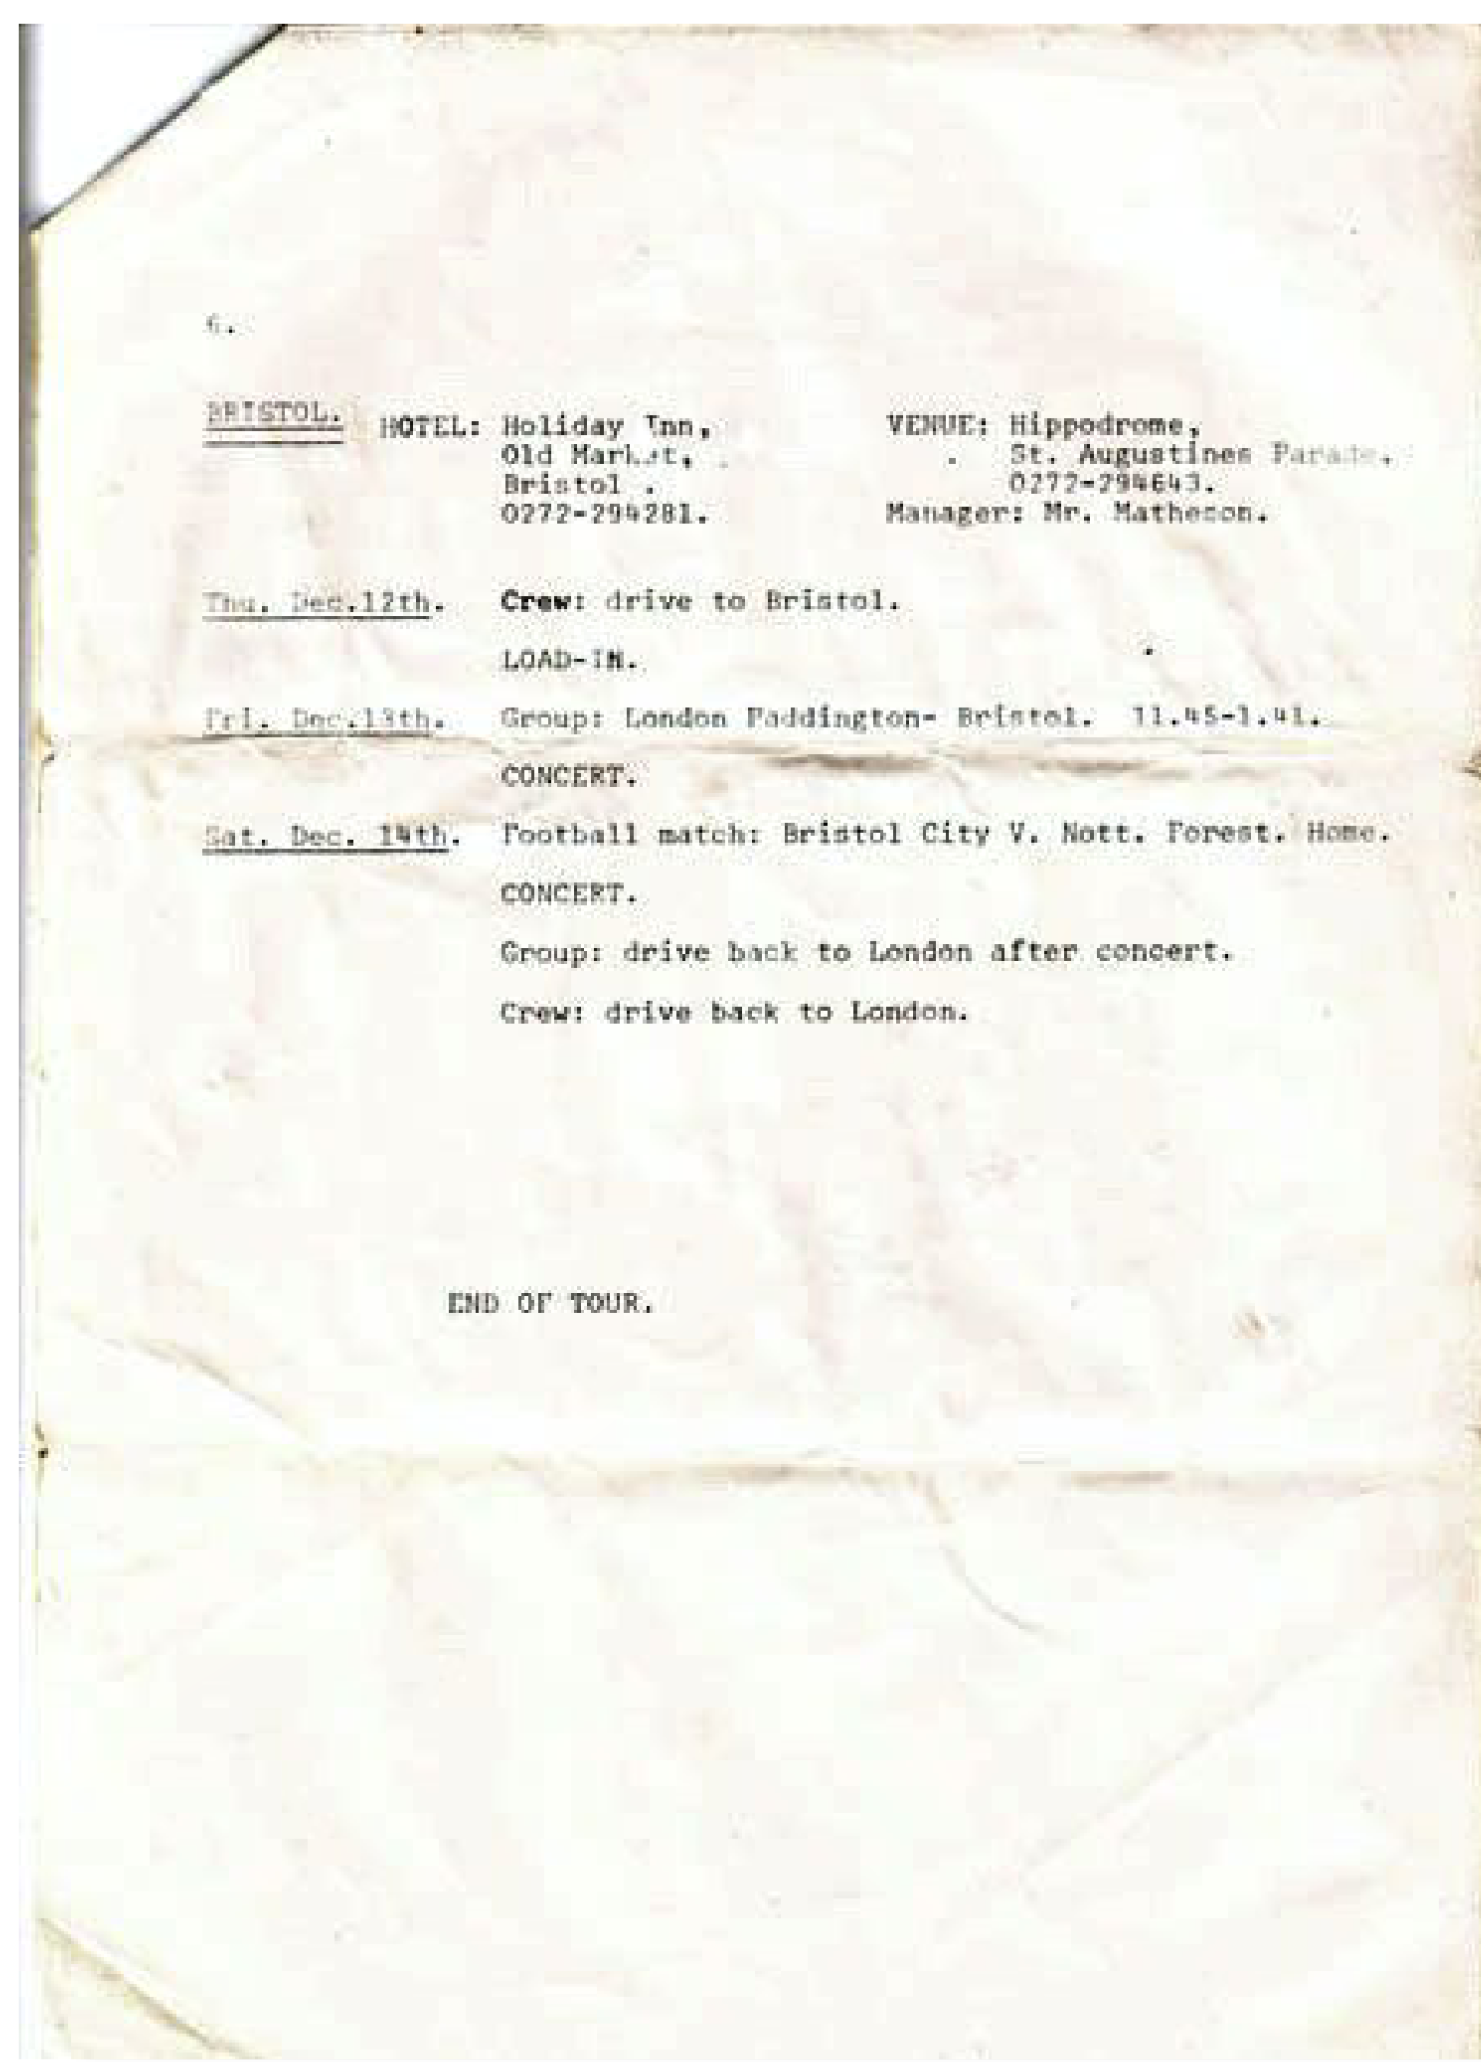 6.
BRISTOL. HOTEL: Holiday Inn, VENUE: Hippodrome,
Old Market, St. Augustines Parade.
Bristol . 0272-294643.
0272-294281. Manager: Mr. Matheson.
Thu. Dec.12th. Crew: drive to Bristol.
LOAD-IN.
Fri. Dec.13th. Group: London Paddington- Bristol. 11.45-1.41.
CONCERT.
Sat. Dec. 14th. Football match: Bristol City V. Nott. Forest. Home.
CONCERT.
Group: drive back to London after concert.
Crew: drive back to London.
END OF TOUR.